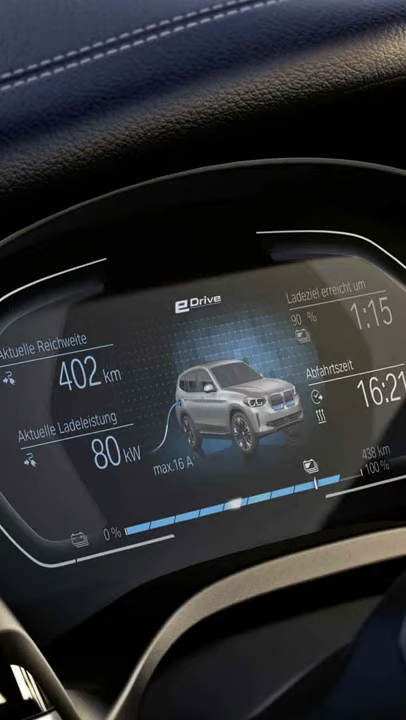 eDrive
Aktuelle Reichweite
402 km
Aktuelle Ladeleistung
80 kW
max.16 A
Ladeziel erreicht um
90 %
1:15
Abfahrtszeit
16:21
438 km
0 %
100 %